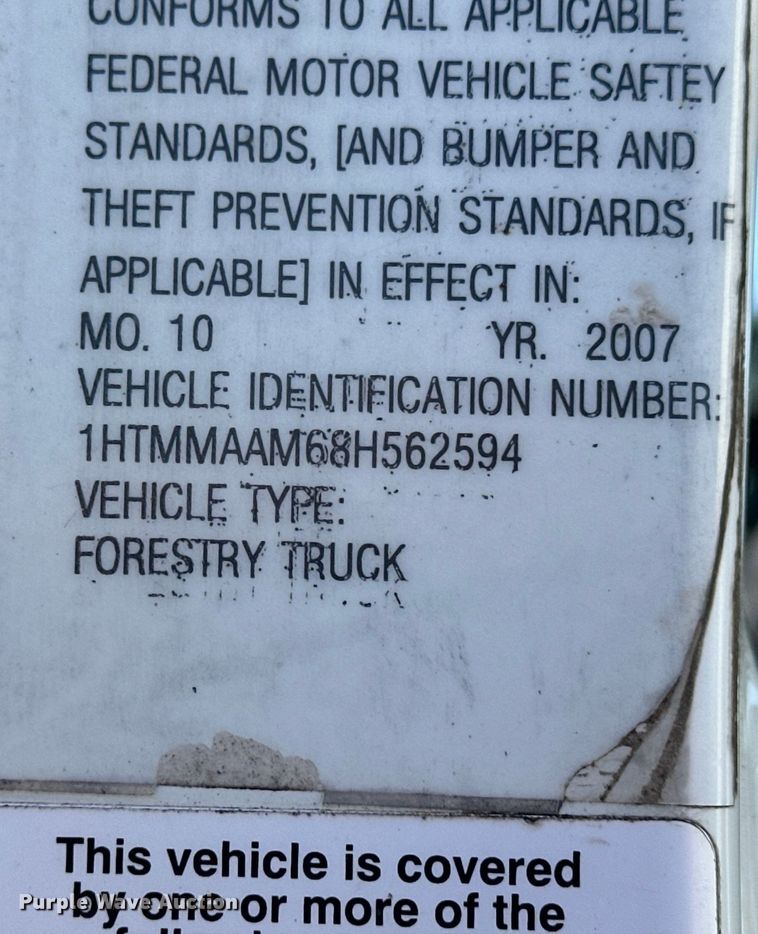 CONFORMS TO ALL APPLICABLE
FEDERAL MOTOR VEHICLE SAFTEY
STANDARDS, [AND BUMPER AND
THEFT PREVENTION STANDARDS, IF
APPLICABLE] IN EFFECT IN:
MO. 10 YR. 2007
VEHICLE IDENTIFICATION NUMBER:
1HTMMAAM68H562594
VEHICLE TYPE:
FORESTRY TRUCK
This vehicle is covered
by one or more of the
Purple Wave Auction